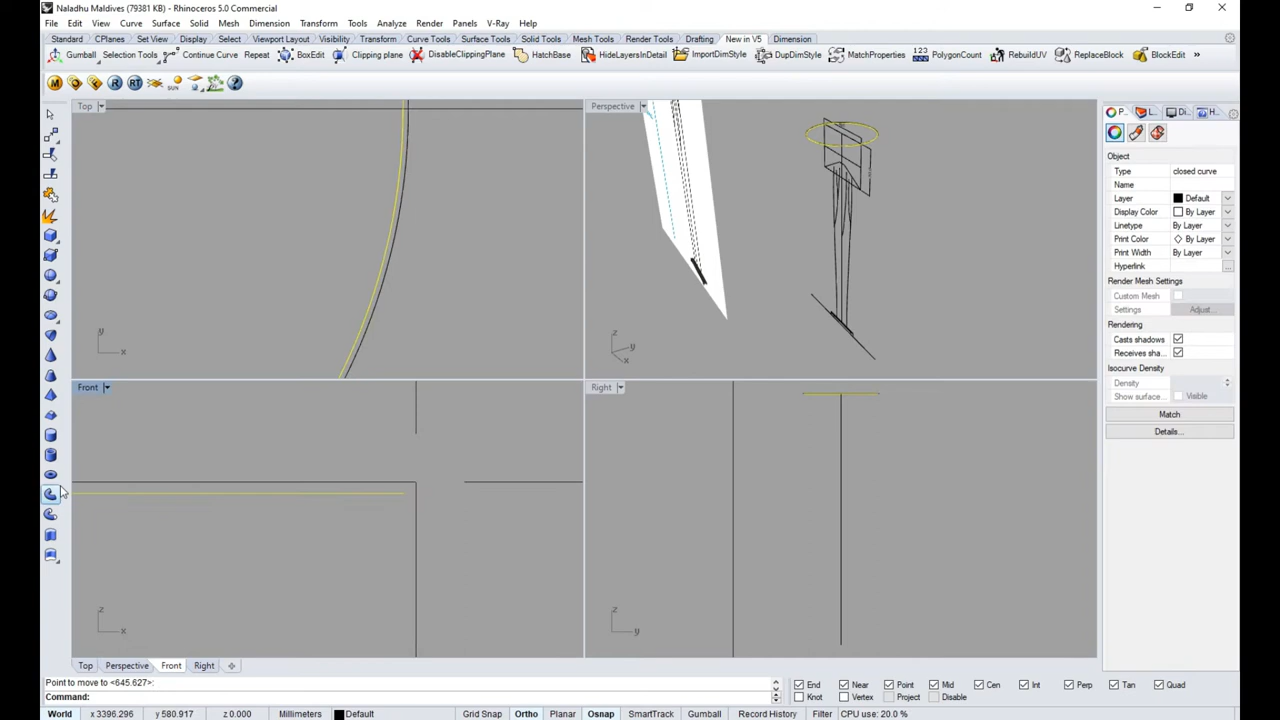 Naladhu Maldives (79381 KB) - Rhinoceros 5.0 Commercial
File Edit View Curve Surface Solid Mesh Dimension Transform Tools Analyze Render Panels V-Ray Window Help
Standard CPlanes Set View Display Select Viewport Layout Visibility Transform Curve Tools Surface Tools Solid Tools Mesh Tools Render Tools Drafting New in V5 Dimension
Gumball Selection Tools Continue Curve Repeat BoxEdit Clipping plane DisableClippingPlane HatchBase HideLayersInDetail ImportDimStyle DupDimStyle MatchProperties 123 PolygonCount RebuildUV ReplaceBlock BlockEdit »
M R RT SUN ?
Top
Perspective
P... L... Di... H...
Object
Type closed curve
Name
Layer Default
Display Color By Layer
Linetype By Layer
Print Color By Layer
Print Width By Layer
Hyperlink ...
Render Mesh Settings
Custom Mesh
Settings Adjust...
Rendering
Casts shadows
Receives sha...
Isocurve Density
Density
Show surface... Visible
Match
Details...
y x
z y x
Front
Right
z x
z y
Top Perspective Front Right
Point to move to <645.627>:
Command:
End Near Point Mid Cen Int Perp Tan Quad
Knot Vertex Project Disable
World x 3396.296 y 580.917 z 0.000 Millimeters Default Grid Snap Ortho Planar Osnap SmartTrack Gumball Record History Filter CPU use: 20.0 %